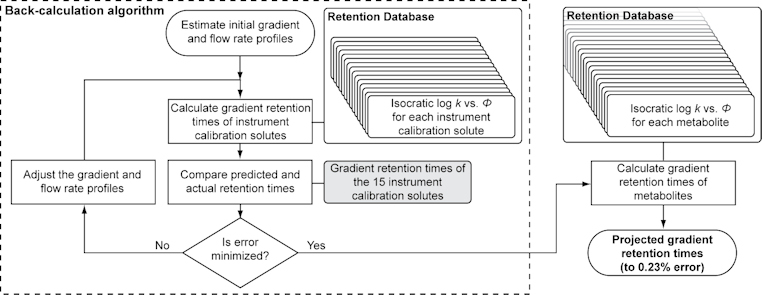 Back-calculation algorithm
Estimate initial gradient
and flow rate profiles
Retention Database
Isocratic log k vs. Φ
for each instrument
calibration solute
Calculate gradient retention
times of instrument
calibration solutes
Adjust the gradient and
flow rate profiles
Compare predicted and
actual retention times
Gradient retention times of
the 15 instrument
calibration solutes
Is error
minimized?
No
Yes
Retention Database
Isocratic log k vs. Φ
for each metabolite
Calculate gradient
retention times of
metabolites
Projected gradient
retention times
(to 0.23% error)